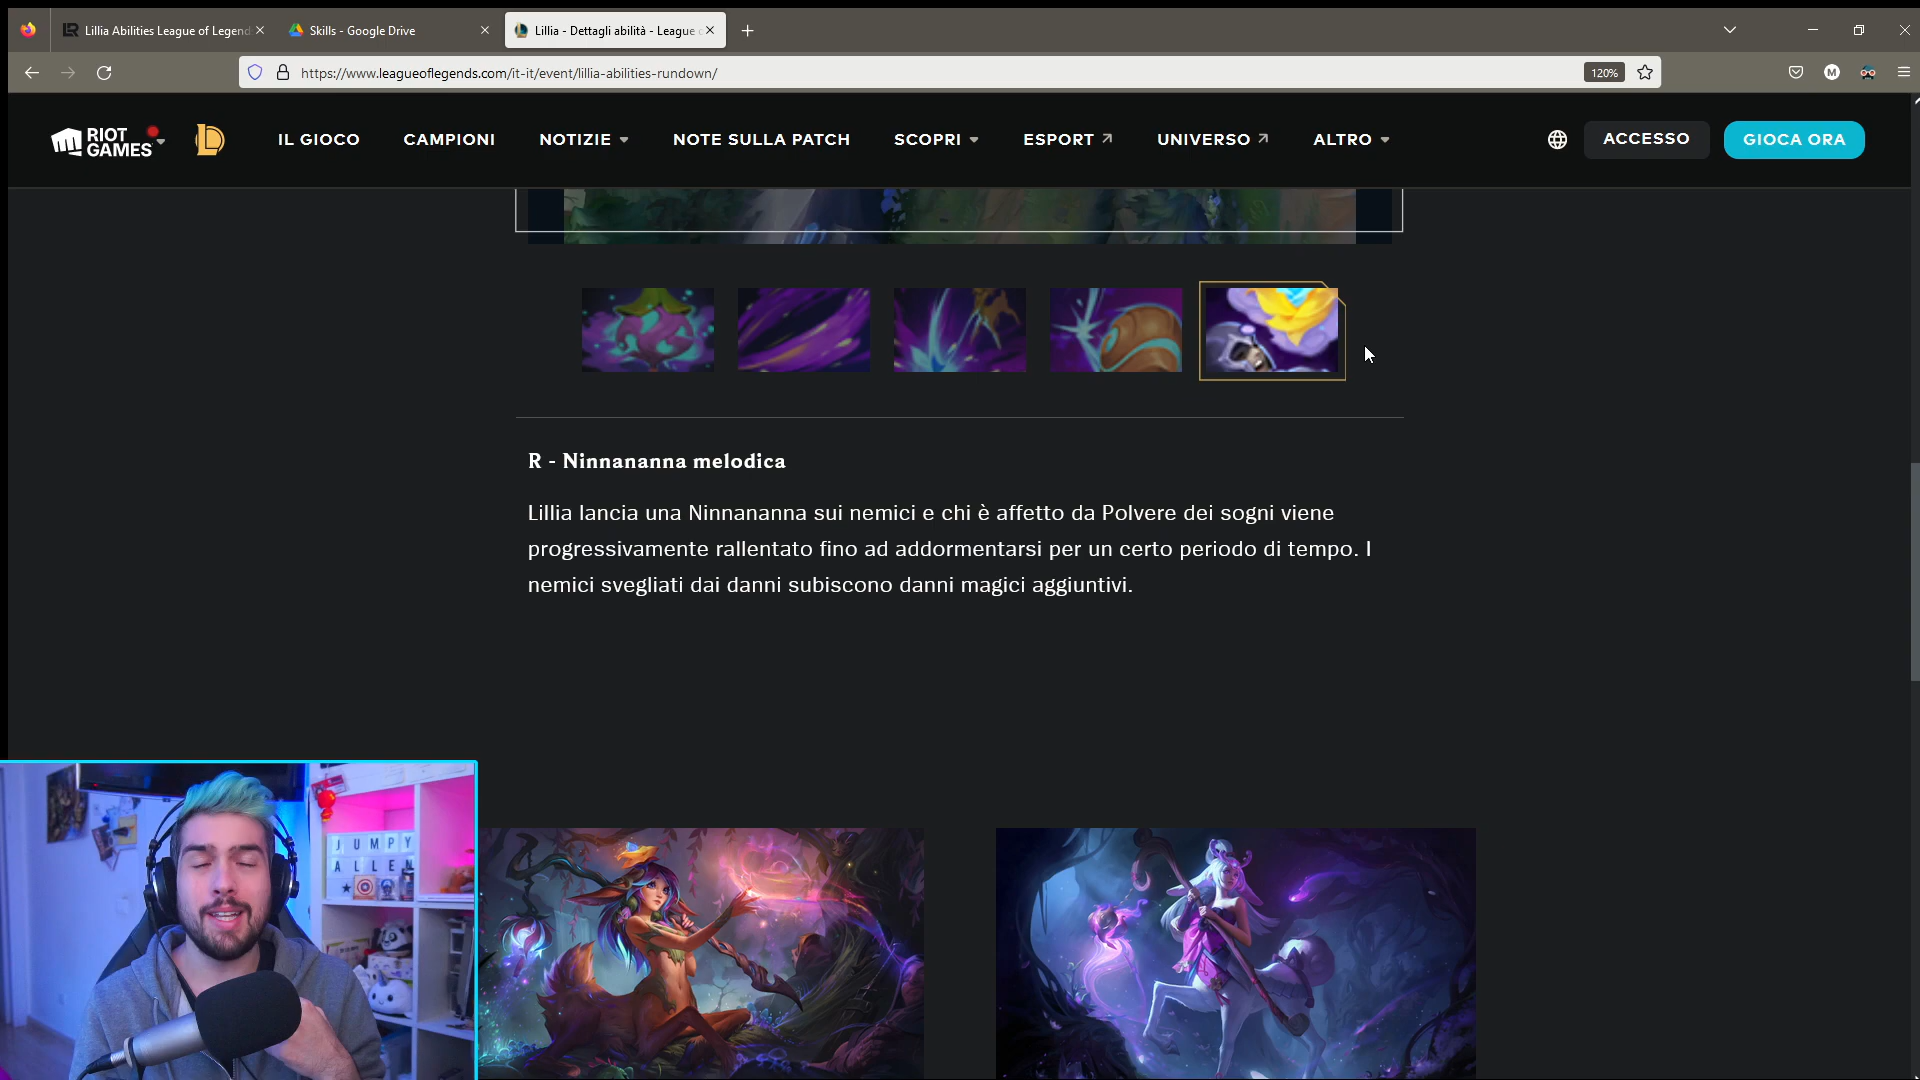 Lillia Abilities League of Legend
Skills - Google Drive
Lillia - Dettagli abilità - League
https://www.leagueoflegends.com/it-it/event/lillia-abilities-rundown/
120%
M
RIOT GAMES
IL GIOCO
CAMPIONI
NOTIZIE
NOTE SULLA PATCH
SCOPRI
ESPORT
UNIVERSO
ALTRO
ACCESSO
GIOCA ORA
R - Ninnananna melodica
Lillia lancia una Ninnananna sui nemici e chi è affetto da Polvere dei sogni viene
progressivamente rallentato fino ad addormentarsi per un certo periodo di tempo. I
nemici svegliati dai danni subiscono danni magici aggiuntivi.
JUMPY
ALLEN